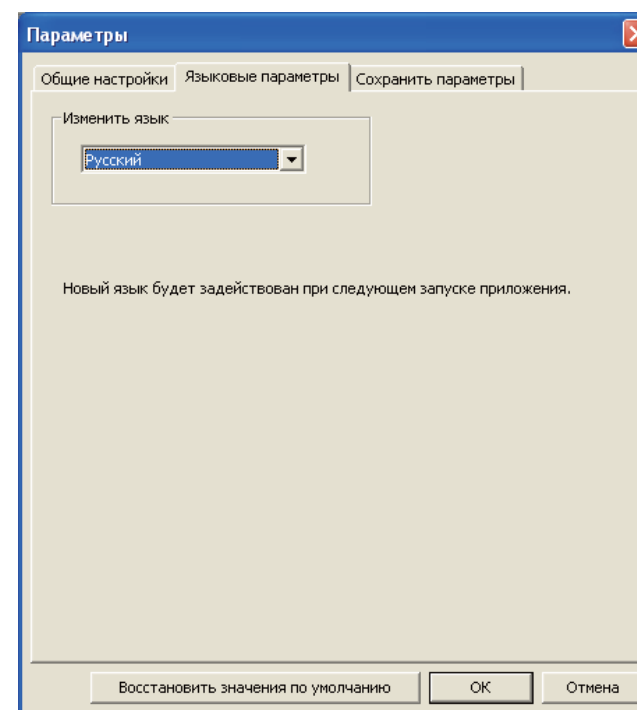 Параметры
Общие настройки Языковые параметры Сохранить параметры
Изменить язык
Русский
Новый язык будет задействован при следующем запуске приложения.
Восстановить значения по умолчанию OK Отмена